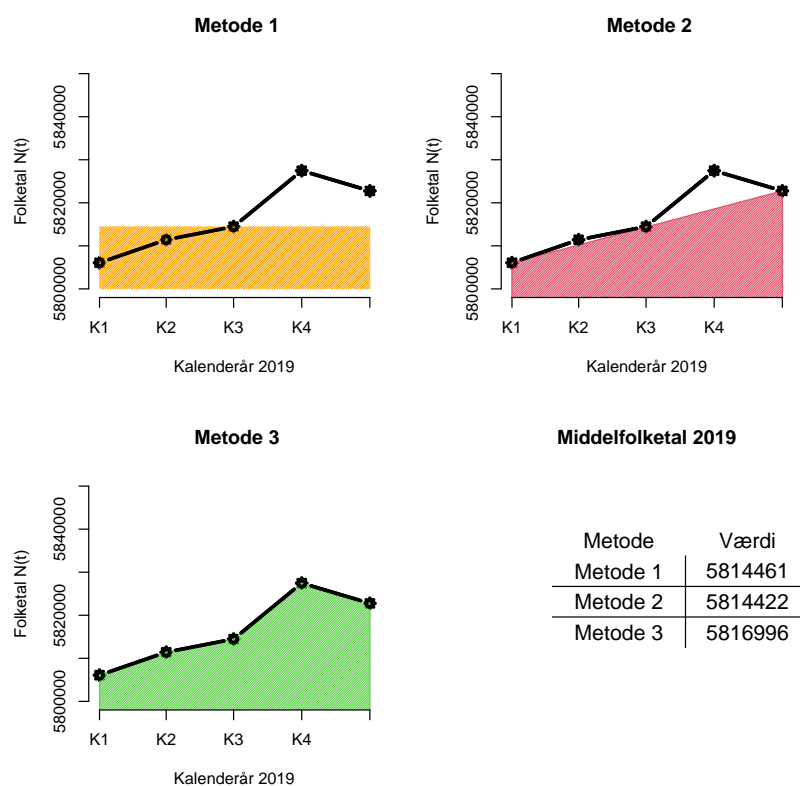 Metode 1
Folketal N(t)
5840000
5820000
5800000
K1 K2 K3 K4
Kalenderår 2019
Metode 2
Folketal N(t)
5840000
5820000
5800000
K1 K2 K3 K4
Kalenderår 2019
Metode 3
Folketal N(t)
5840000
5820000
5800000
K1 K2 K3 K4
Kalenderår 2019
Middelfolketal 2019
Metode Værdi
Metode 1 5814461
Metode 2 5814422
Metode 3 5816996